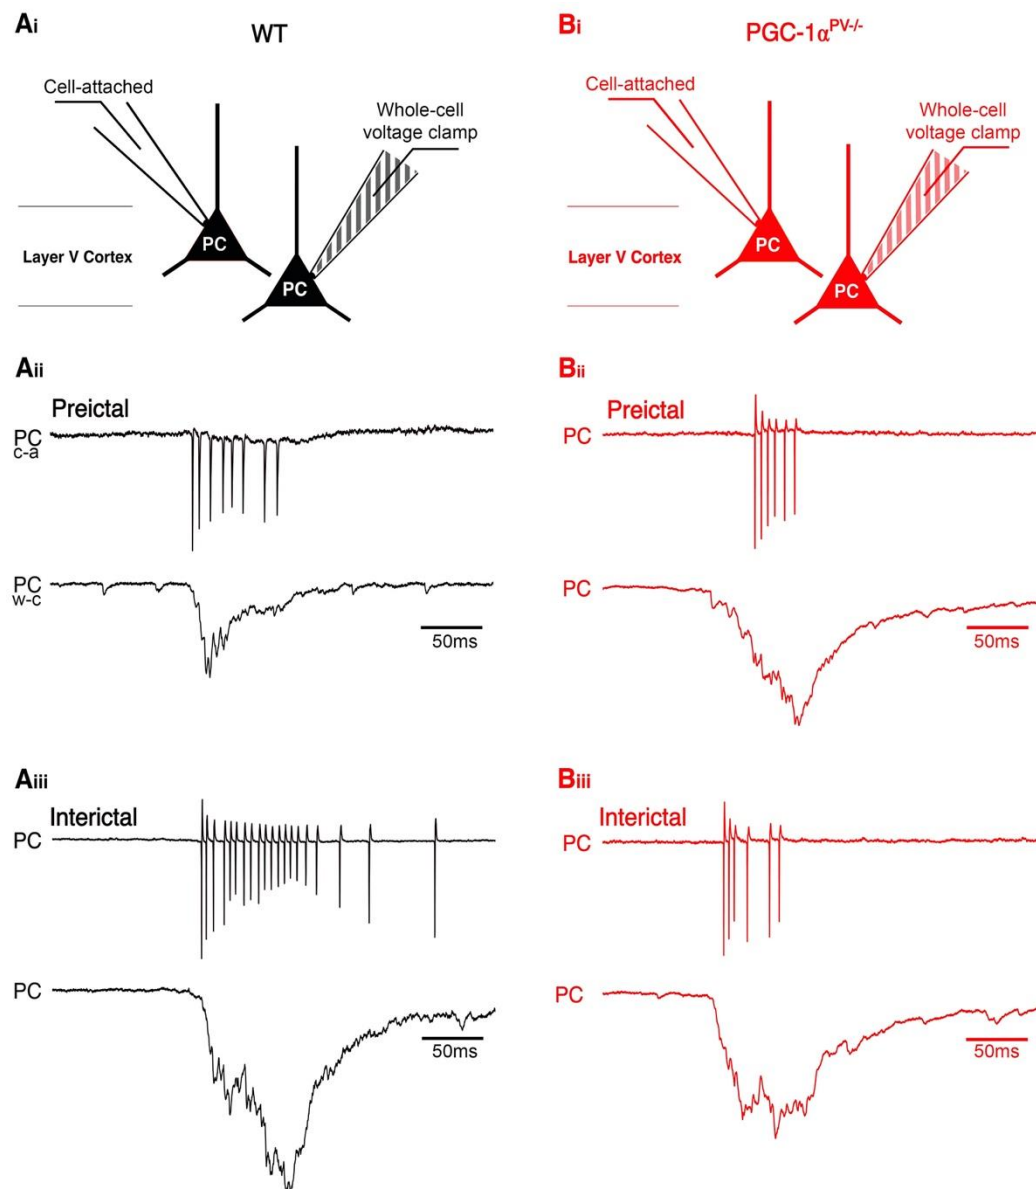 Ai
WT
Cell-attached
Whole-cell
voltage clamp
Layer V Cortex
PC
PC
Bi
PGC-1αPV-/-
Cell-attached
Whole-cell
voltage clamp
Layer V Cortex
PC
PC
Aii
Preictal
PC
c-a
PC
w-c
50ms
Bii
Preictal
PC
PC
50ms
Aiii
Interictal
PC
PC
50ms
Biii
Interictal
PC
PC
50ms